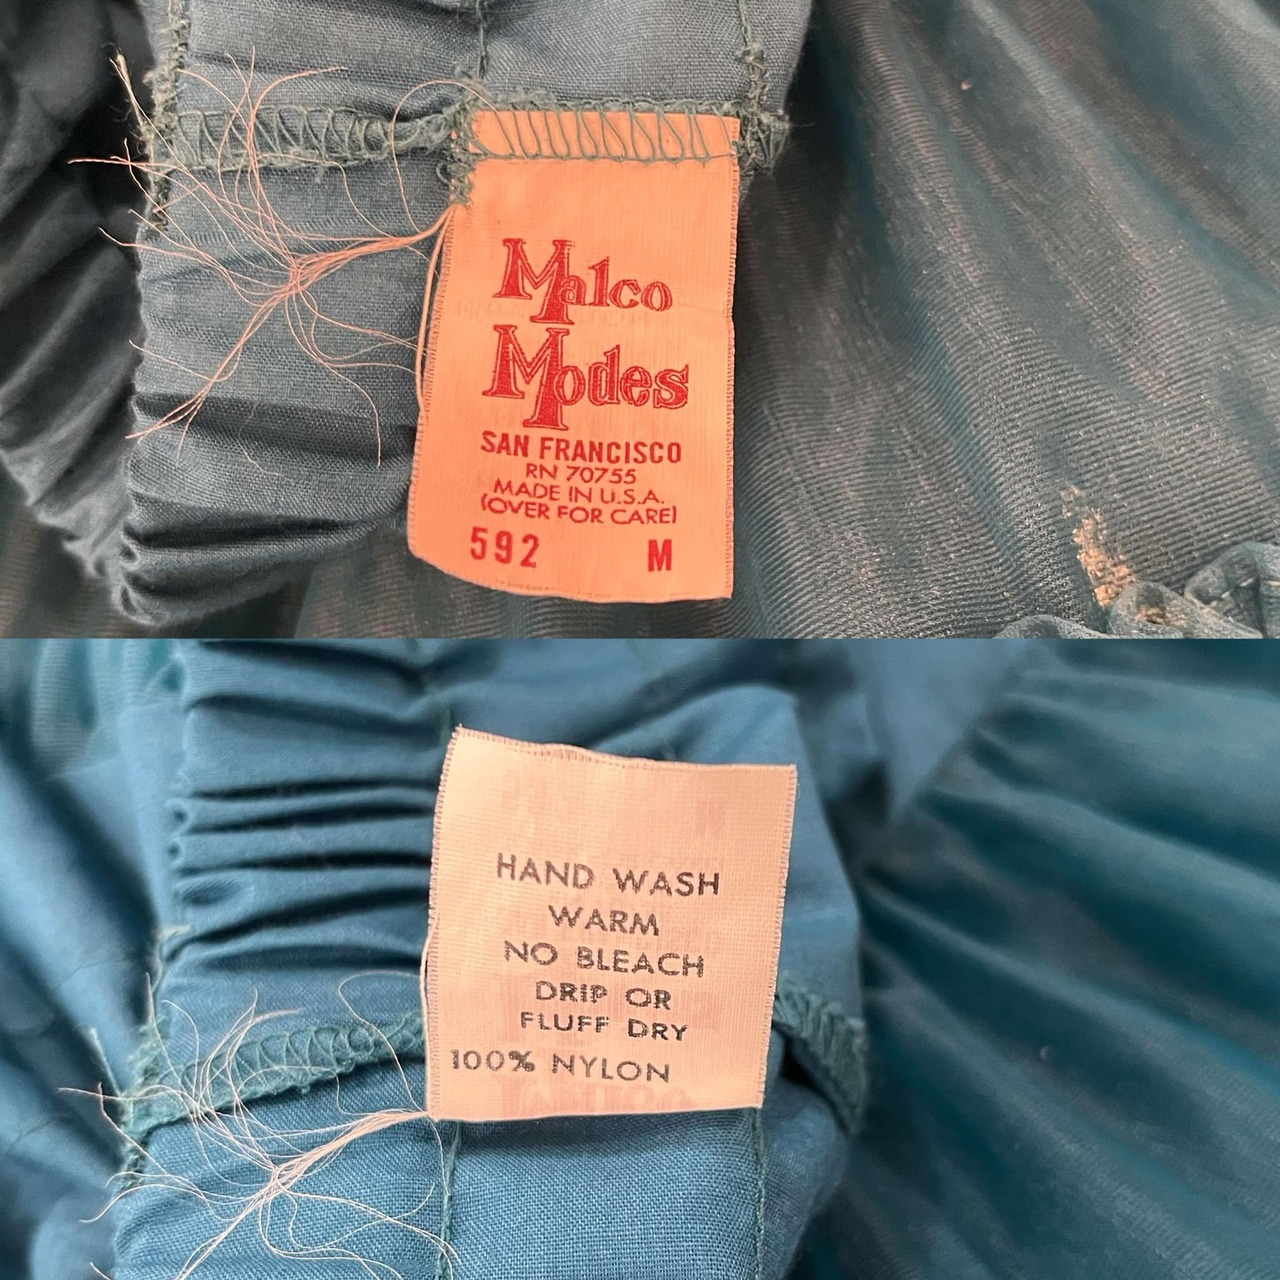 Malco
Modes
SAN FRANCISCO
RN 70755
MADE IN U.S.A.
(OVER FOR CARE)
592 M
HAND WASH
WARM
NO BLEACH
DRIP OR
FLUFF DRY
100% NYLON